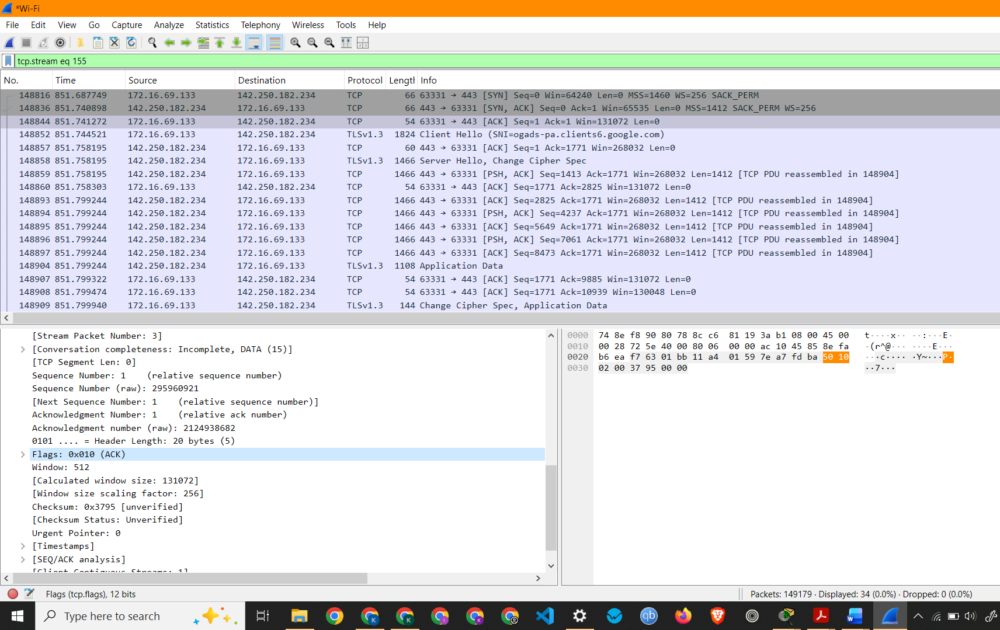 *Wi-Fi
File Edit View Go Capture Analyze Statistics Telephony Wireless Tools Help
tcp.stream eq 155
No. Time Source Destination Protocol Length Info
148816 851.687749 172.16.69.133 142.250.182.234 TCP 66 63331 → 443 [SYN] Seq=0 Win=64240 Len=0 MSS=1460 WS=256 SACK_PERM
148836 851.740898 142.250.182.234 172.16.69.133 TCP 66 443 → 63331 [SYN, ACK] Seq=0 Ack=1 Win=65535 Len=0 MSS=1412 SACK_PERM WS=256
148844 851.741272 172.16.69.133 142.250.182.234 TCP 54 63331 → 443 [ACK] Seq=1 Ack=1 Win=131072 Len=0
148852 851.744521 172.16.69.133 142.250.182.234 TLSv1.3 1824 Client Hello (SNI=ogads-pa.clients6.google.com)
148857 851.758195 142.250.182.234 172.16.69.133 TCP 60 443 → 63331 [ACK] Seq=1 Ack=1771 Win=268032 Len=0
148858 851.758195 142.250.182.234 172.16.69.133 TLSv1.3 1466 Server Hello, Change Cipher Spec
148859 851.758195 142.250.182.234 172.16.69.133 TCP 1466 443 → 63331 [PSH, ACK] Seq=1413 Ack=1771 Win=268032 Len=1412 [TCP PDU reassembled in 148904]
148860 851.758303 172.16.69.133 142.250.182.234 TCP 54 63331 → 443 [ACK] Seq=1771 Ack=2825 Win=131072 Len=0
148893 851.799244 142.250.182.234 172.16.69.133 TCP 1466 443 → 63331 [ACK] Seq=2825 Ack=1771 Win=268032 Len=1412 [TCP PDU reassembled in 148904]
148894 851.799244 142.250.182.234 172.16.69.133 TCP 1466 443 → 63331 [PSH, ACK] Seq=4237 Ack=1771 Win=268032 Len=1412 [TCP PDU reassembled in 148904]
148895 851.799244 142.250.182.234 172.16.69.133 TCP 1466 443 → 63331 [ACK] Seq=5649 Ack=1771 Win=268032 Len=1412 [TCP PDU reassembled in 148904]
148896 851.799244 142.250.182.234 172.16.69.133 TCP 1466 443 → 63331 [PSH, ACK] Seq=7061 Ack=1771 Win=268032 Len=1412 [TCP PDU reassembled in 148904]
148897 851.799244 142.250.182.234 172.16.69.133 TCP 1466 443 → 63331 [ACK] Seq=8473 Ack=1771 Win=268032 Len=1412 [TCP PDU reassembled in 148904]
148904 851.799244 142.250.182.234 172.16.69.133 TLSv1.3 1108 Application Data
148907 851.799322 172.16.69.133 142.250.182.234 TCP 54 63331 → 443 [ACK] Seq=1771 Ack=9885 Win=131072 Len=0
148908 851.799474 172.16.69.133 142.250.182.234 TCP 54 63331 → 443 [ACK] Seq=1771 Ack=10939 Win=130048 Len=0
148909 851.799940 172.16.69.133 142.250.182.234 TLSv1.3 144 Change Cipher Spec, Application Data
[Stream Packet Number: 3]
[Conversation completeness: Incomplete, DATA (15)]
[TCP Segment Len: 0]
Sequence Number: 1 (relative sequence number)
Sequence Number (raw): 295960921
[Next Sequence Number: 1 (relative sequence number)]
Acknowledgment Number: 1 (relative ack number)
Acknowledgment number (raw): 2124938682
0101 .... = Header Length: 20 bytes (5)
Flags: 0x010 (ACK)
Window: 512
[Calculated window size: 131072]
[Window size scaling factor: 256]
Checksum: 0x3795 [unverified]
[Checksum Status: Unverified]
Urgent Pointer: 0
[Timestamps]
[SEQ/ACK analysis]
[Client Contiguous Streams: 1]
0000 74 8e f8 90 80 78 8c c6 81 19 3a b1 08 00 45 00 t····x·· ··:···E·
0010 00 28 72 5e 40 00 80 06 00 00 ac 10 45 85 8e fa ·(r^@··· ····E···
0020 b6 ea f7 63 01 bb 11 a4 01 59 7e a7 fd ba 50 10 ···c···· ·Y~···P·
0030 02 00 37 95 00 00 ··7···
Flags (tcp.flags), 12 bits
Packets: 149179 · Displayed: 34 (0.0%) · Dropped: 0 (0.0%)
Type here to search